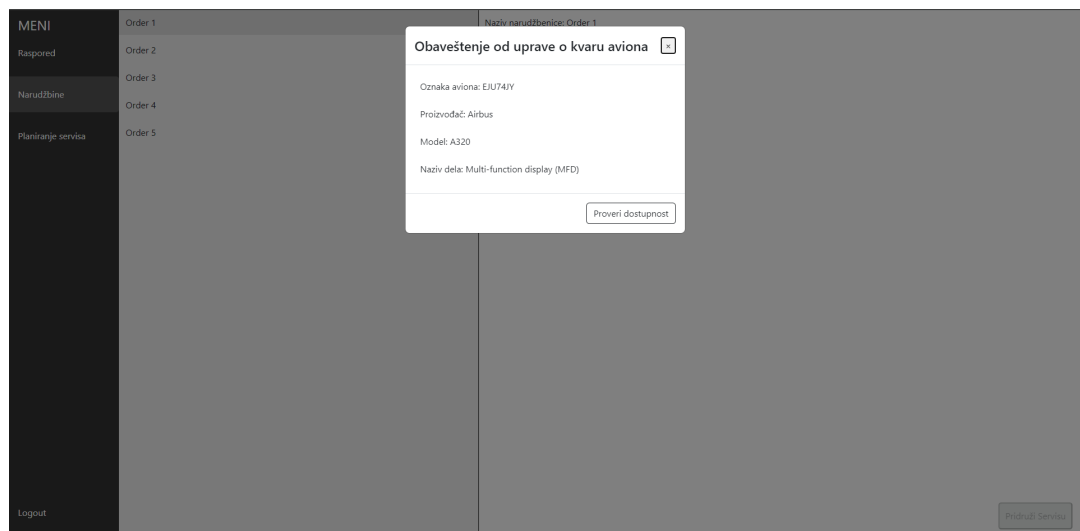 MENI
Raspored
Narudžbine
Planiranje servisa
Logout
Order 1
Order 2
Order 3
Order 4
Order 5
Naziv narudžbenice: Order 1
Obaveštenje od uprave o kvaru aviona
×
Oznaka aviona: EJU74JY
Proizvođač: Airbus
Model: A320
Naziv dela: Multi-function display (MFD)
Proveri dostupnost
Pridruži Servisu